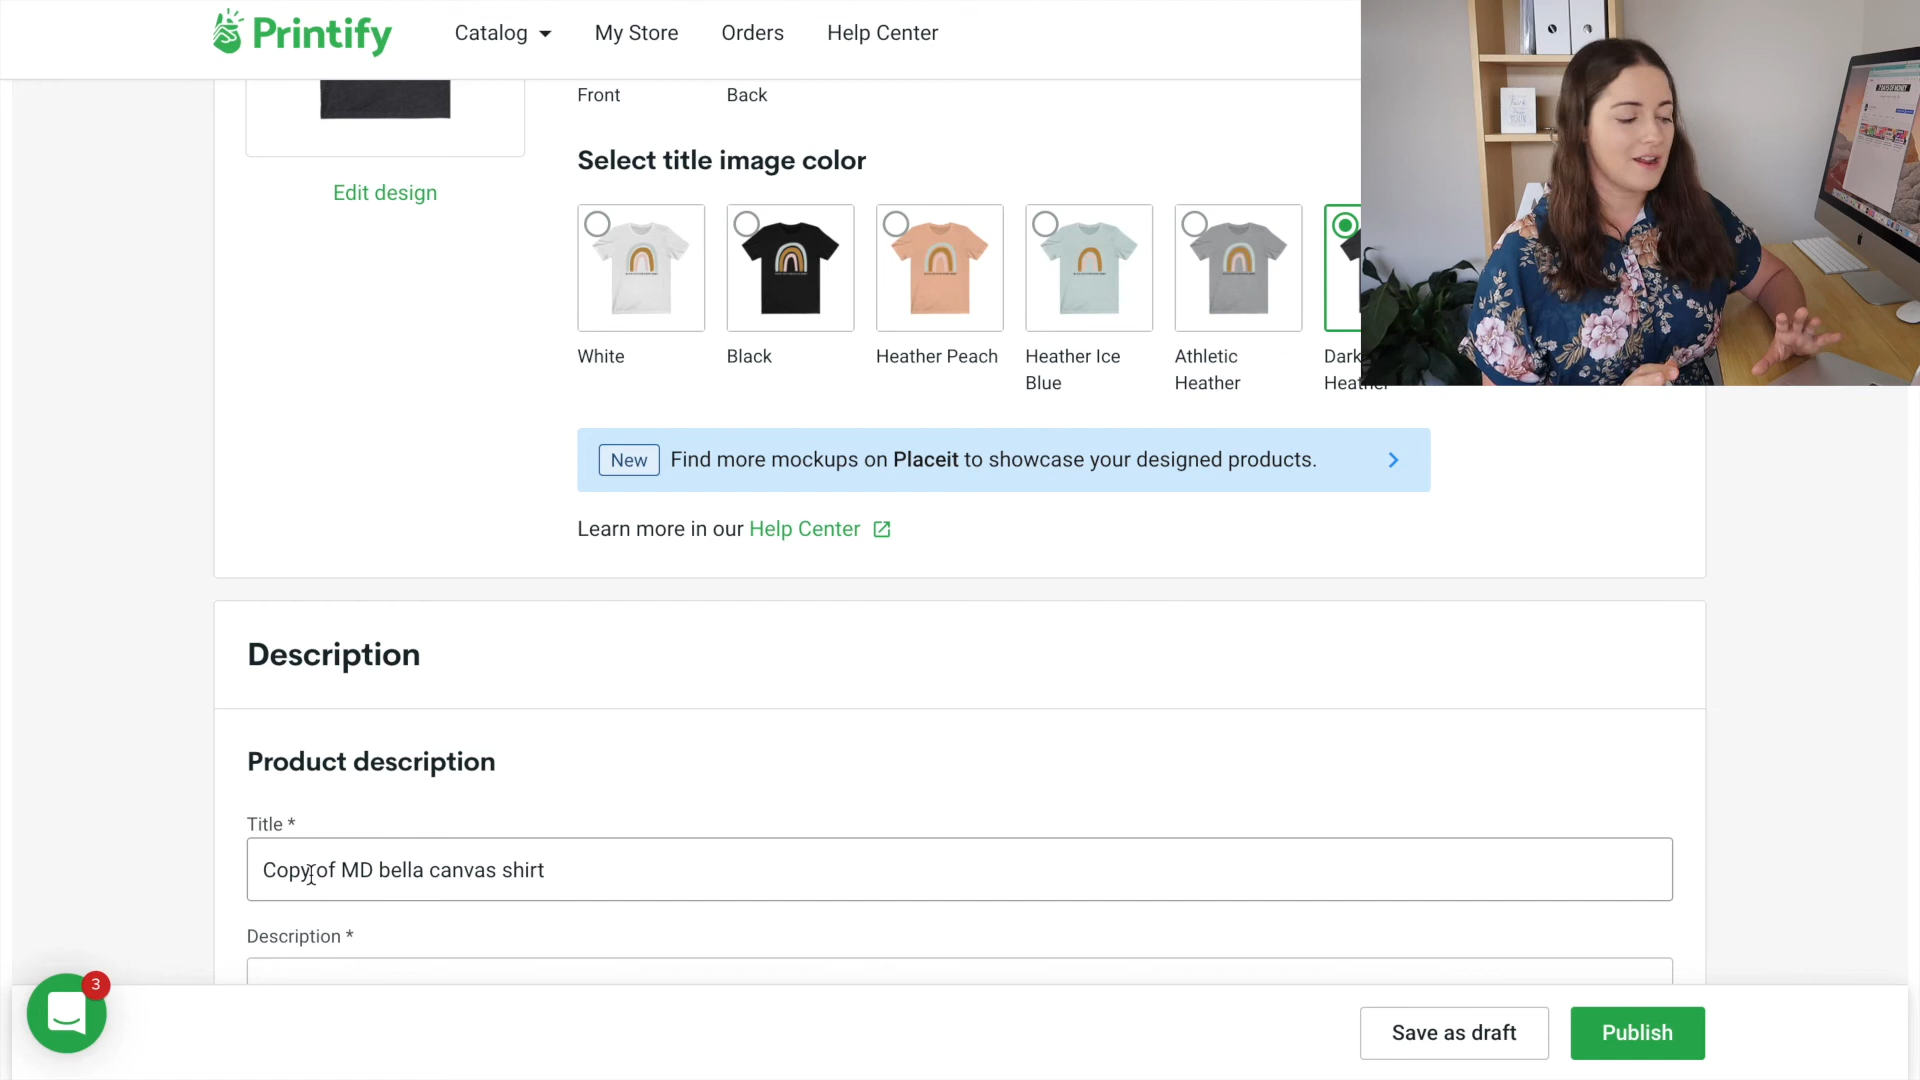 Printify
Catalog
My Store
Orders
Help Center
Front
Back
Edit design
Select title image color
White
Black
Heather Peach
Heather Ice
Blue
Athletic
Heather
Dark
Heather
New
Find more mockups on Placeit to showcase your designed products.
Learn more in our Help Center
Description
Product description
Title *
Copy of MD bella canvas shirt
Description *
3
Save as draft
Publish